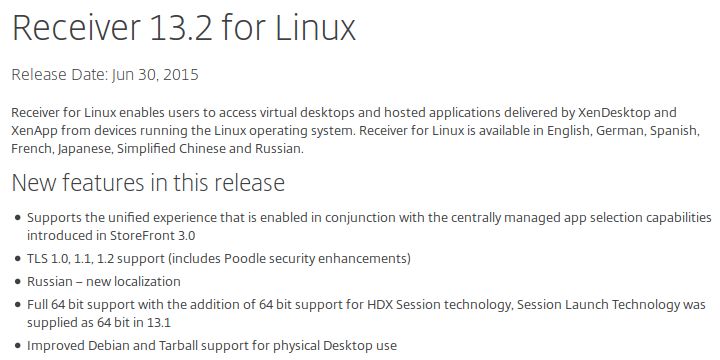 Receiver 13.2 for Linux
Release Date: Jun 30, 2015
Receiver for Linux enables users to access virtual desktops and hosted applications delivered by XenDesktop and
XenApp from devices running the Linux operating system. Receiver for Linux is available in English, German, Spanish,
French, Japanese, Simplified Chinese and Russian.
New features in this release
• Supports the unified experience that is enabled in conjunction with the centrally managed app selection capabilities
introduced in StoreFront 3.0
• TLS 1.0, 1.1, 1.2 support (includes Poodle security enhancements)
• Russian – new localization
• Full 64 bit support with the addition of 64 bit support for HDX Session technology, Session Launch Technology was
supplied as 64 bit in 13.1
• Improved Debian and Tarball support for physical Desktop use